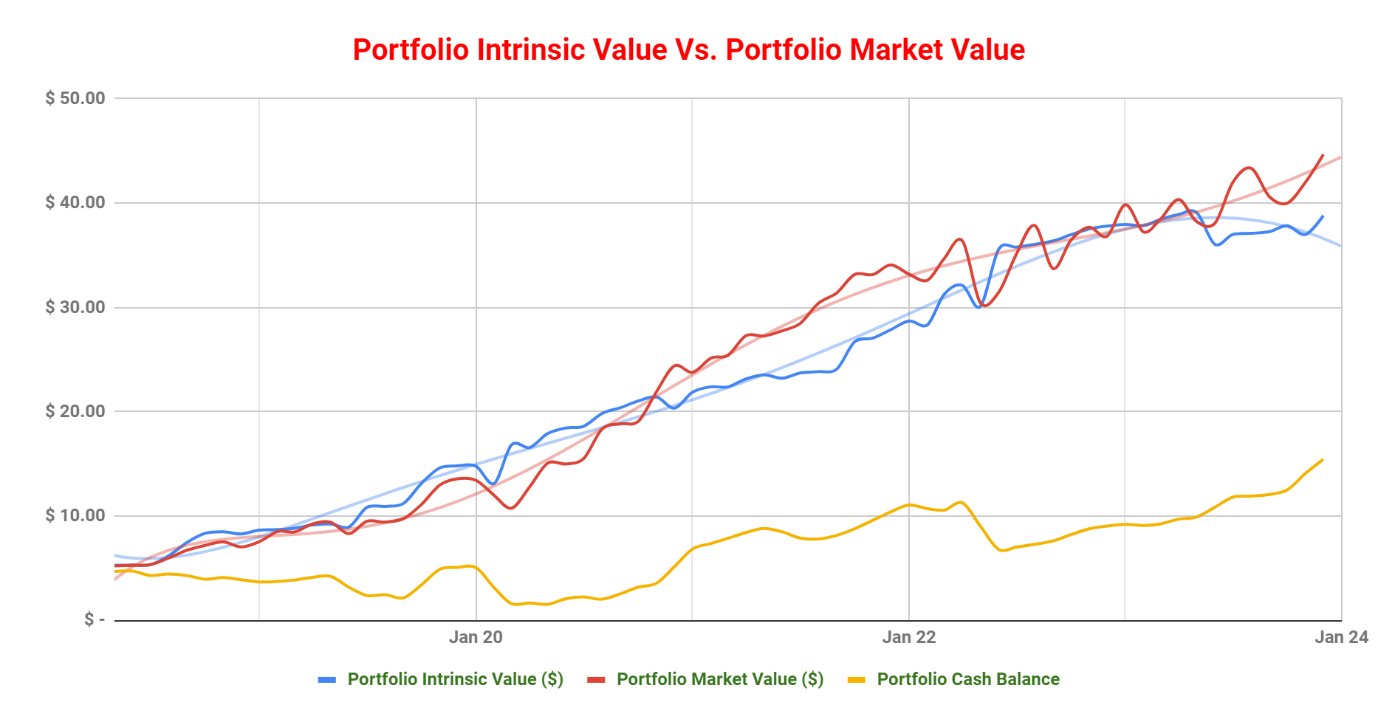 Portfolio Intrinsic Value Vs. Portfolio Market Value
$ 50.00
$ 40.00
$ 30.00
$ 20.00
$ 10.00
$ -
Jan 20 Jan 22 Jan 24
Portfolio Intrinsic Value ($) Portfolio Market Value ($) Portfolio Cash Balance